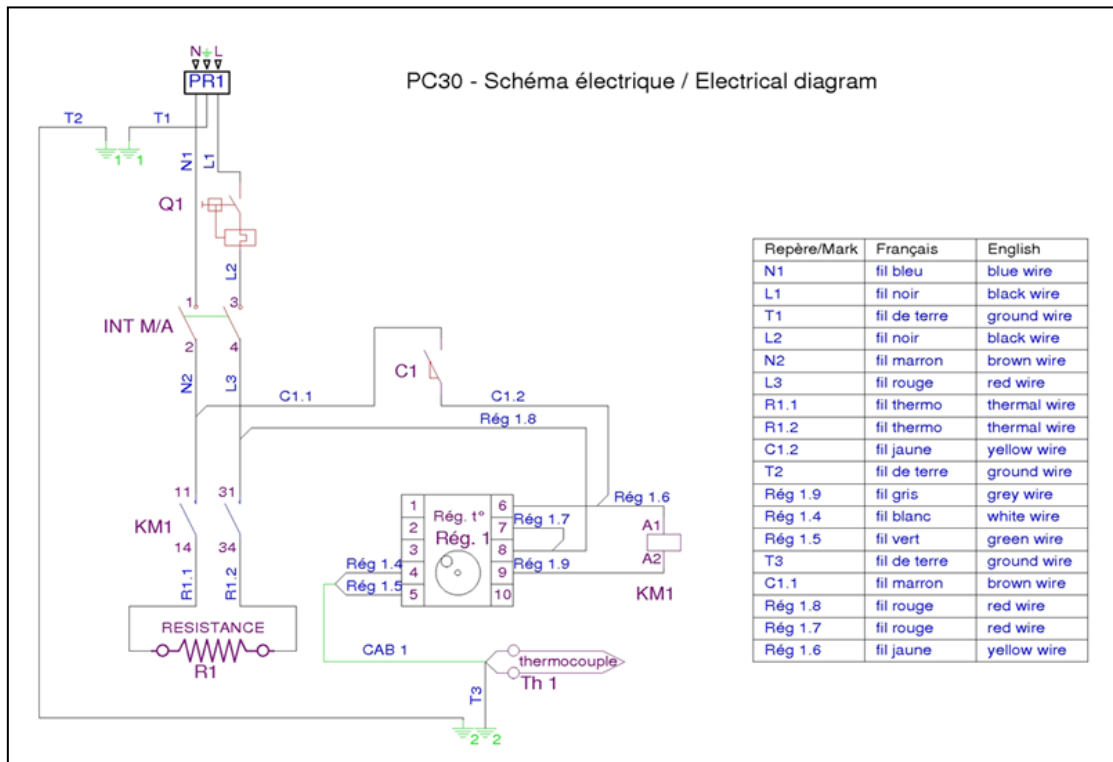 N L
PR1
PC30 - Schéma électrique / Electrical diagram
T2 T1
1 1
N1 L1
Q1
L2
1 3
INT M/A
2 4
N2 L3
C1
C1.1 C1.2
Rég 1.8
11 31
KM1
14 34
R1.1 R1.2
RESISTANCE
R1
1 Rég. t° 6 Rég 1.6
2 Rég. 1 7 Rég 1.7
3 8
Rég 1.4 4 9 Rég 1.9
Rég 1.5 5 10
A1
A2
KM1
CAB 1
thermocouple
Th 1
T3
2 2
Repère/Mark Français English
N1 fil bleu blue wire
L1 fil noir black wire
T1 fil de terre ground wire
L2 fil noir black wire
N2 fil marron brown wire
L3 fil rouge red wire
R1.1 fil thermo thermal wire
R1.2 fil thermo thermal wire
C1.2 fil jaune yellow wire
T2 fil de terre ground wire
Rég 1.9 fil gris grey wire
Rég 1.4 fil blanc white wire
Rég 1.5 fil vert green wire
T3 fil de terre ground wire
C1.1 fil marron brown wire
Rég 1.8 fil rouge red wire
Rég 1.7 fil rouge red wire
Rég 1.6 fil jaune yellow wire